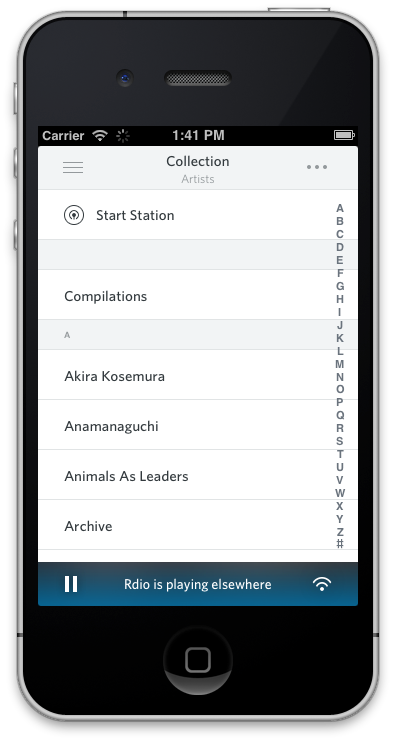 Carrier 1:41 PM
Collection
Artists
Start Station
Compilations
A
Akira Kosemura
Anamanaguchi
Animals As Leaders
Archive
A
B
C
D
E
F
G
H
I
J
K
L
M
N
O
P
Q
R
S
T
U
V
W
X
Y
Z
#
Rdio is playing elsewhere